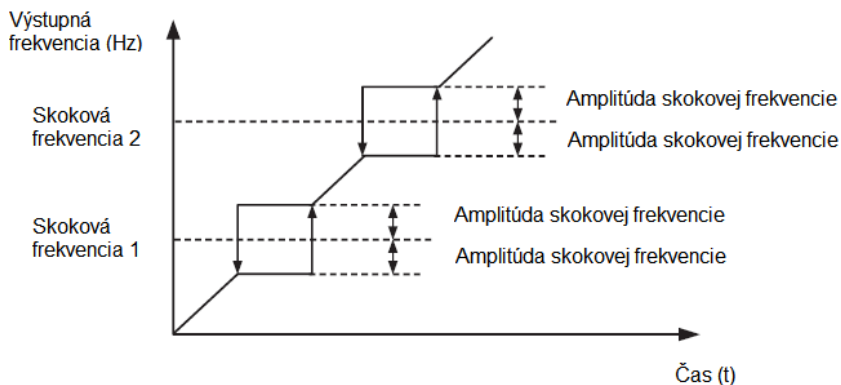 Výstupná
frekvencia (Hz)
Skoková
frekvencia 2
Amplitúda skokovej frekvencie
Amplitúda skokovej frekvencie
Skoková
frekvencia 1
Amplitúda skokovej frekvencie
Amplitúda skokovej frekvencie
Čas (t)